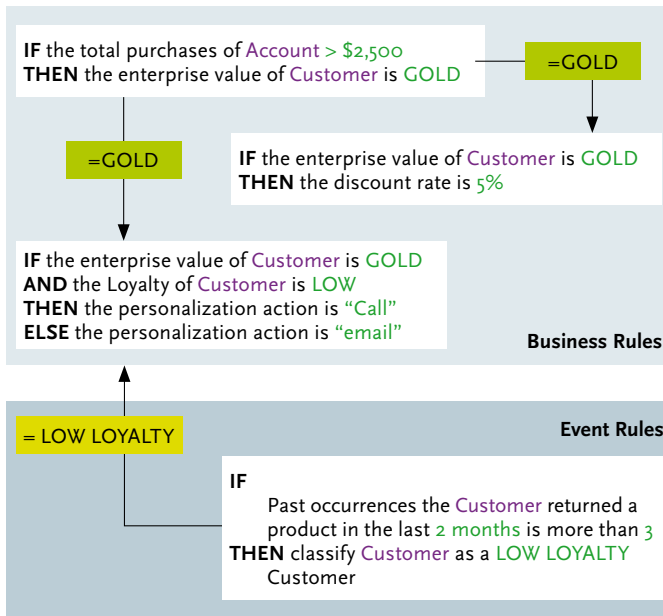 IF the total purchases of Account > $2,500
THEN the enterprise value of Customer is GOLD
=GOLD
=GOLD
IF the enterprise value of Customer is GOLD
THEN the discount rate is 5%
IF the enterprise value of Customer is GOLD
AND the Loyalty of Customer is LOW
THEN the personalization action is “Call”
ELSE the personalization action is “email”
Business Rules
= LOW LOYALTY
Event Rules
IF
Past occurrences the Customer returned a
product in the last 2 months is more than 3
THEN classify Customer as a LOW LOYALTY
Customer